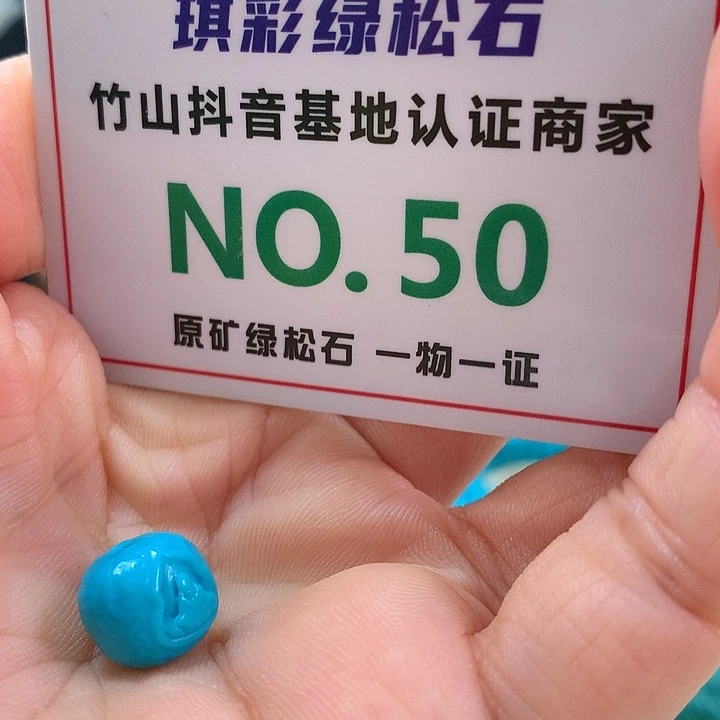 琪彩绿松石
竹山抖音基地认证商家
NO. 50
原矿绿松石 一物一证